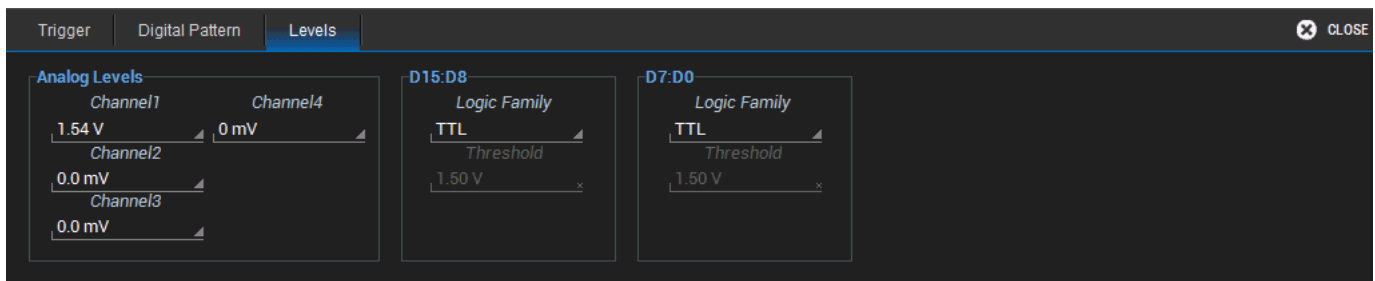 Trigger Digital Pattern Levels CLOSE
Analog Levels
Channel1 Channel4
1.54 V 0 mV
Channel2
0.0 mV
Channel3
0.0 mV
D15:D8
Logic Family
TTL
Threshold
1.50 V
D7:D0
Logic Family
TTL
Threshold
1.50 V